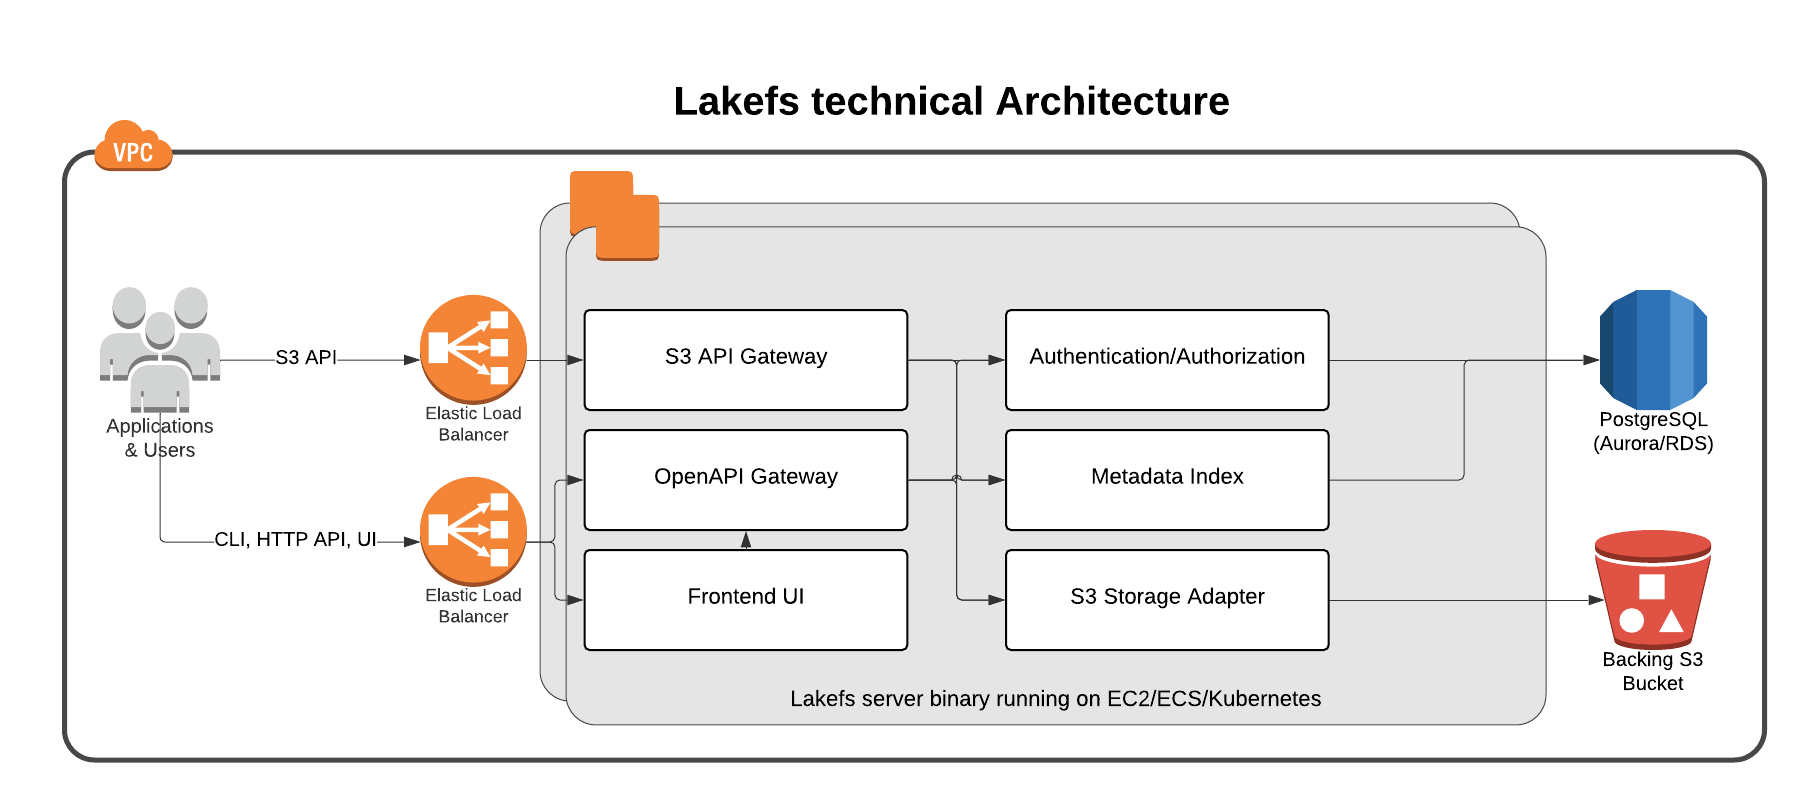 Lakefs technical Architecture
VPC
S3 API
Applications
& Users
CLI, HTTP API, UI
Elastic Load
Balancer
Elastic Load
Balancer
S3 API Gateway
OpenAPI Gateway
Frontend UI
Authentication/Authorization
Metadata Index
S3 Storage Adapter
Lakefs server binary running on EC2/ECS/Kubernetes
PostgreSQL
(Aurora/RDS)
Backing S3
Bucket